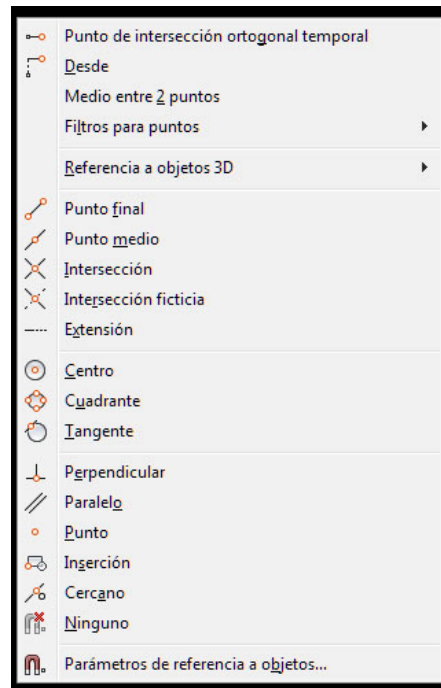 Punto de intersección ortogonal temporal
Desde
Medio entre 2 puntos
Filtros para puntos
Referencia a objetos 3D
Punto final
Punto medio
Intersección
Intersección ficticia
Extensión
Centro
Cuadrante
Tangente
Perpendicular
Paralelo
Punto
Inserción
Cercano
Ninguno
Parámetros de referencia a objetos...